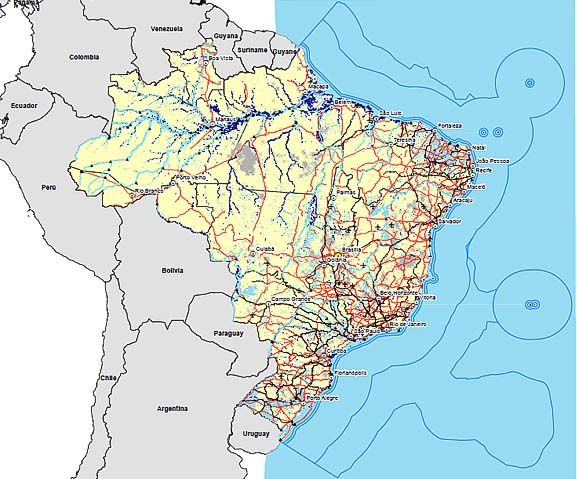 Panama
Venezuela
Guyana
Suriname
Guyane
Colombia
Boa Vista
Ecuador
Macapá
Belém
São Luís
Manaus
Fortaleza
Teresina
Natal
João Pessoa
Recife
Porto Velho
Perú
Rio Branco
Palmas
Maceió
Aracaju
Salvador
Cuiabá
Brasília
Goiânia
Bolivia
Belo Horizonte
Vitória
Campo Grande
Rio de Janeiro
São Paulo
Paraguay
Curitiba
Chile
Florianópolis
Argentina
Porto Alegre
Uruguay